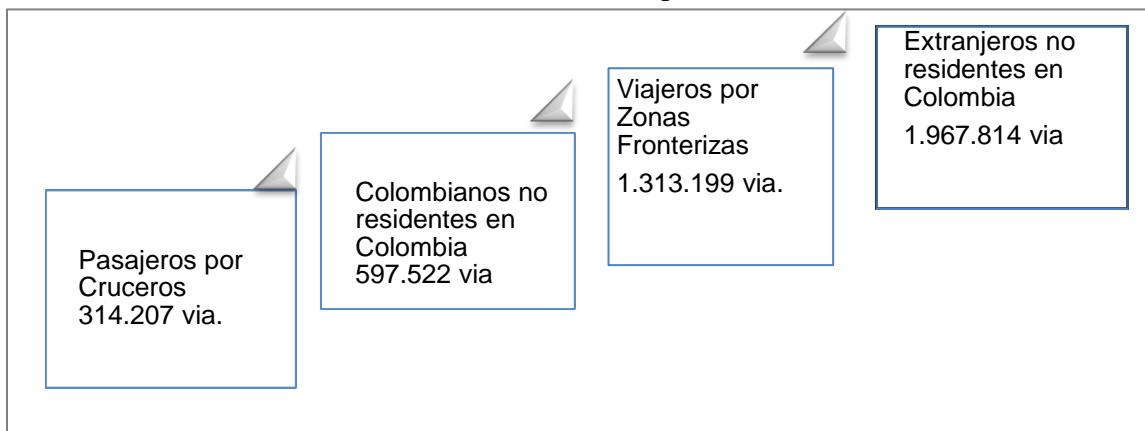 Pasajeros por
Cruceros
314.207 via.
Colombianos no
residentes en
Colombia
597.522 via
Viajeros por
Zonas
Fronterizas
1.313.199 via.
Extranjeros no
residentes en
Colombia
1.967.814 via